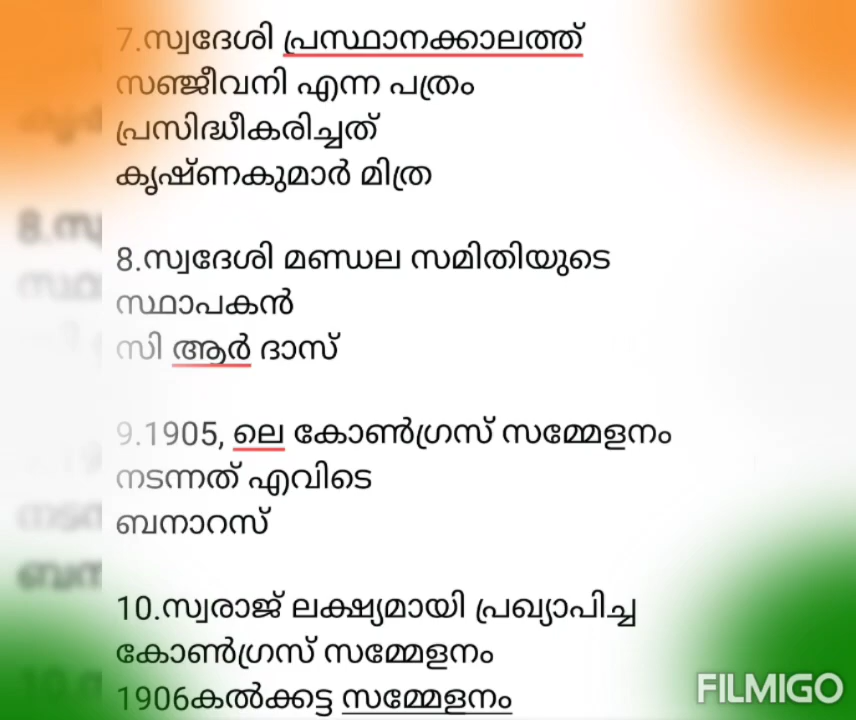 7.സ്വദേശി പ്രസ്ഥാനക്കാലത്ത്
സഞ്ജീവനി എന്ന പത്രം
പ്രസിദ്ധീകരിച്ചത്
കൃഷ്ണകുമാർ മിത്ര
8.സ്വദേശി മണ്ഡല സമിതിയുടെ
സ്ഥാപകൻ
സി ആർ ദാസ്
9.1905, ലെ കോൺഗ്രസ് സമ്മേളനം
നടന്നത് എവിടെ
ബനാറസ്
10.സ്വരാജ് ലക്ഷ്യമായി പ്രഖ്യാപിച്ച
കോൺഗ്രസ് സമ്മേളനം
1906കൽക്കട്ട സമ്മേളനം
FILMIGO